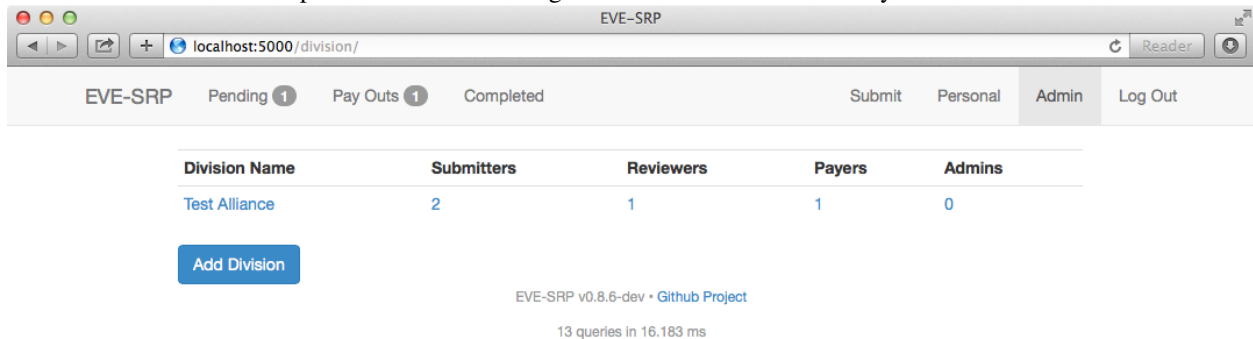 EVE-SRP
localhost:5000/division/
Reader
EVE-SRP Pending 1 Pay Outs 1 Completed Submit Personal Admin Log Out
Division Name Submitters Reviewers Payers Admins
Test Alliance 2 1 1 0
Add Division
EVE-SRP v0.8.6-dev • Github Project
13 queries in 16.183 ms